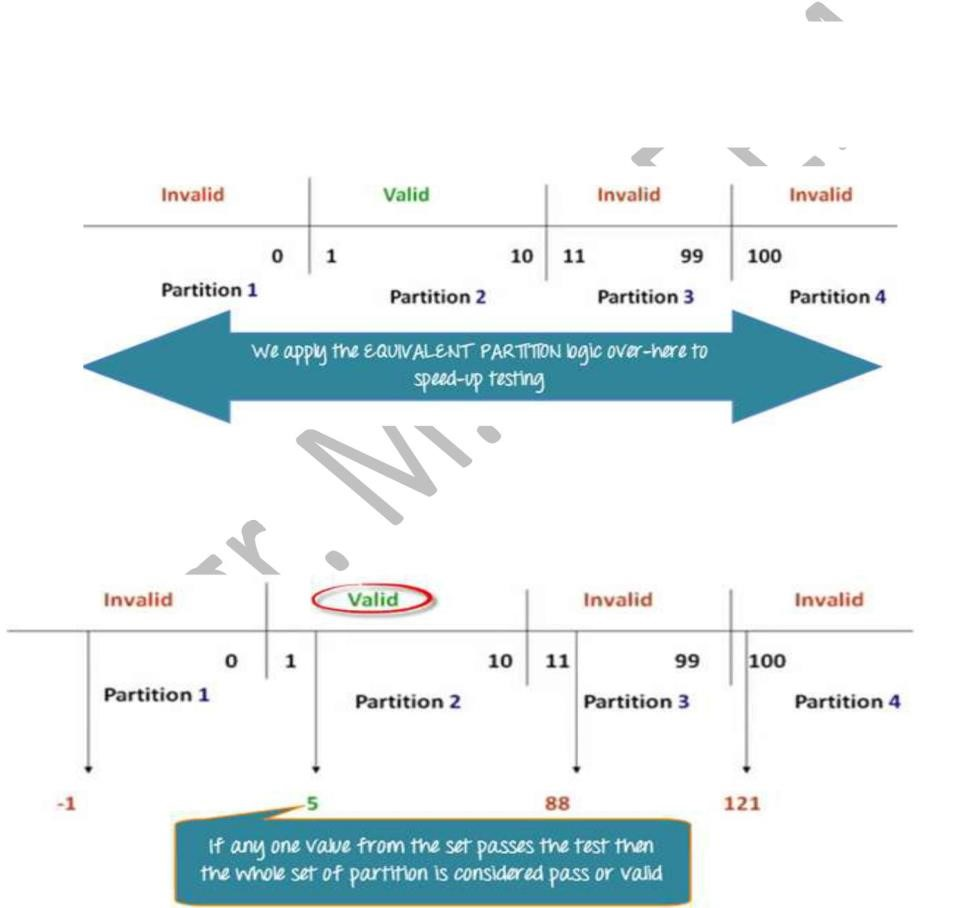 Invalid Valid Invalid Invalid
0 1 10 11 99 100
Partition 1 Partition 2 Partition 3 Partition 4
We apply the EQUIVALENT PARTITION logic over-here to
speed-up testing
Invalid Valid Invalid Invalid
0 1 10 11 99 100
Partition 1 Partition 2 Partition 3 Partition 4
-1 5 88 121
If any one value from the set passes the test then
the whole set of partition is considered pass or valid